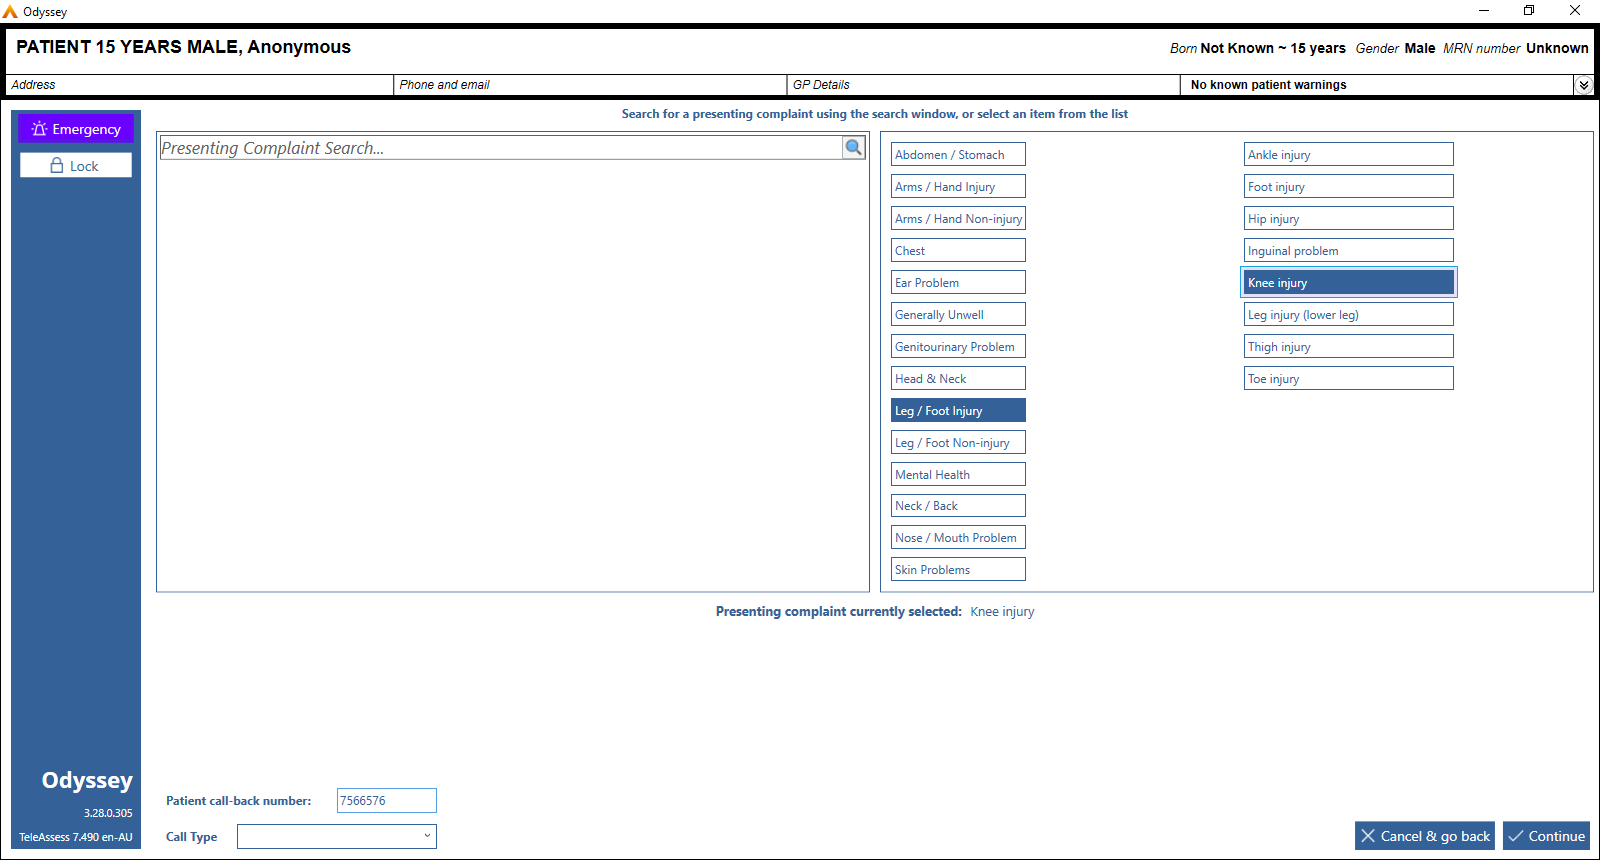 Odyssey
PATIENT 15 YEARS MALE, Anonymous
Born Not Known ~ 15 years Gender Male MRN number Unknown
Address
Phone and email
GP Details
No known patient warnings
Emergency
Lock
Search for a presenting complaint using the search window, or select an item from the list
Presenting Complaint Search...
Abdomen / Stomach
Arms / Hand Injury
Arms / Hand Non-injury
Chest
Ear Problem
Generally Unwell
Genitourinary Problem
Head & Neck
Leg / Foot Injury
Leg / Foot Non-injury
Mental Health
Neck / Back
Nose / Mouth Problem
Skin Problems
Ankle injury
Foot injury
Hip injury
Inguinal problem
Knee injury
Leg injury (lower leg)
Thigh injury
Toe injury
Presenting complaint currently selected: Knee injury
Odyssey
3.28.0.305
TeleAssess 7.490 en-AU
Patient call-back number: 7566576
Call Type
Cancel & go back
Continue